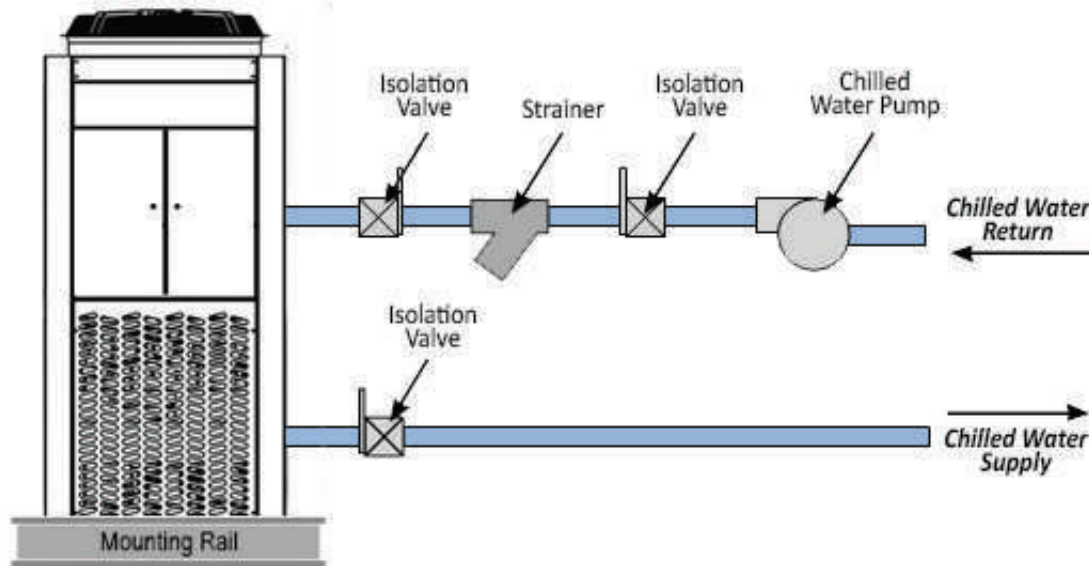 Isolation
Valve
Strainer
Isolation
Valve
Chilled
Water Pump
Chilled Water
Return
Isolation
Valve
Chilled Water
Supply
Mounting Rail